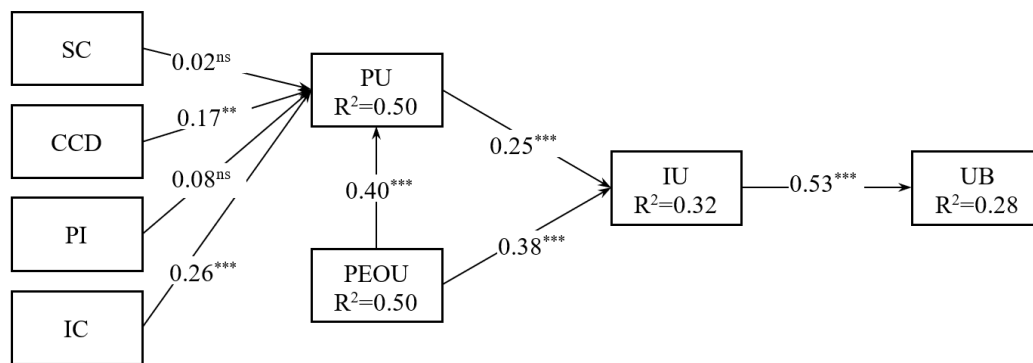 SC
0.02ns
CCD
0.17**
PI
0.08ns
IC
0.26***
PU
R²=0.50
0.40***
PEOU
R²=0.50
0.25***
0.38***
IU
R²=0.32
0.53***
UB
R²=0.28